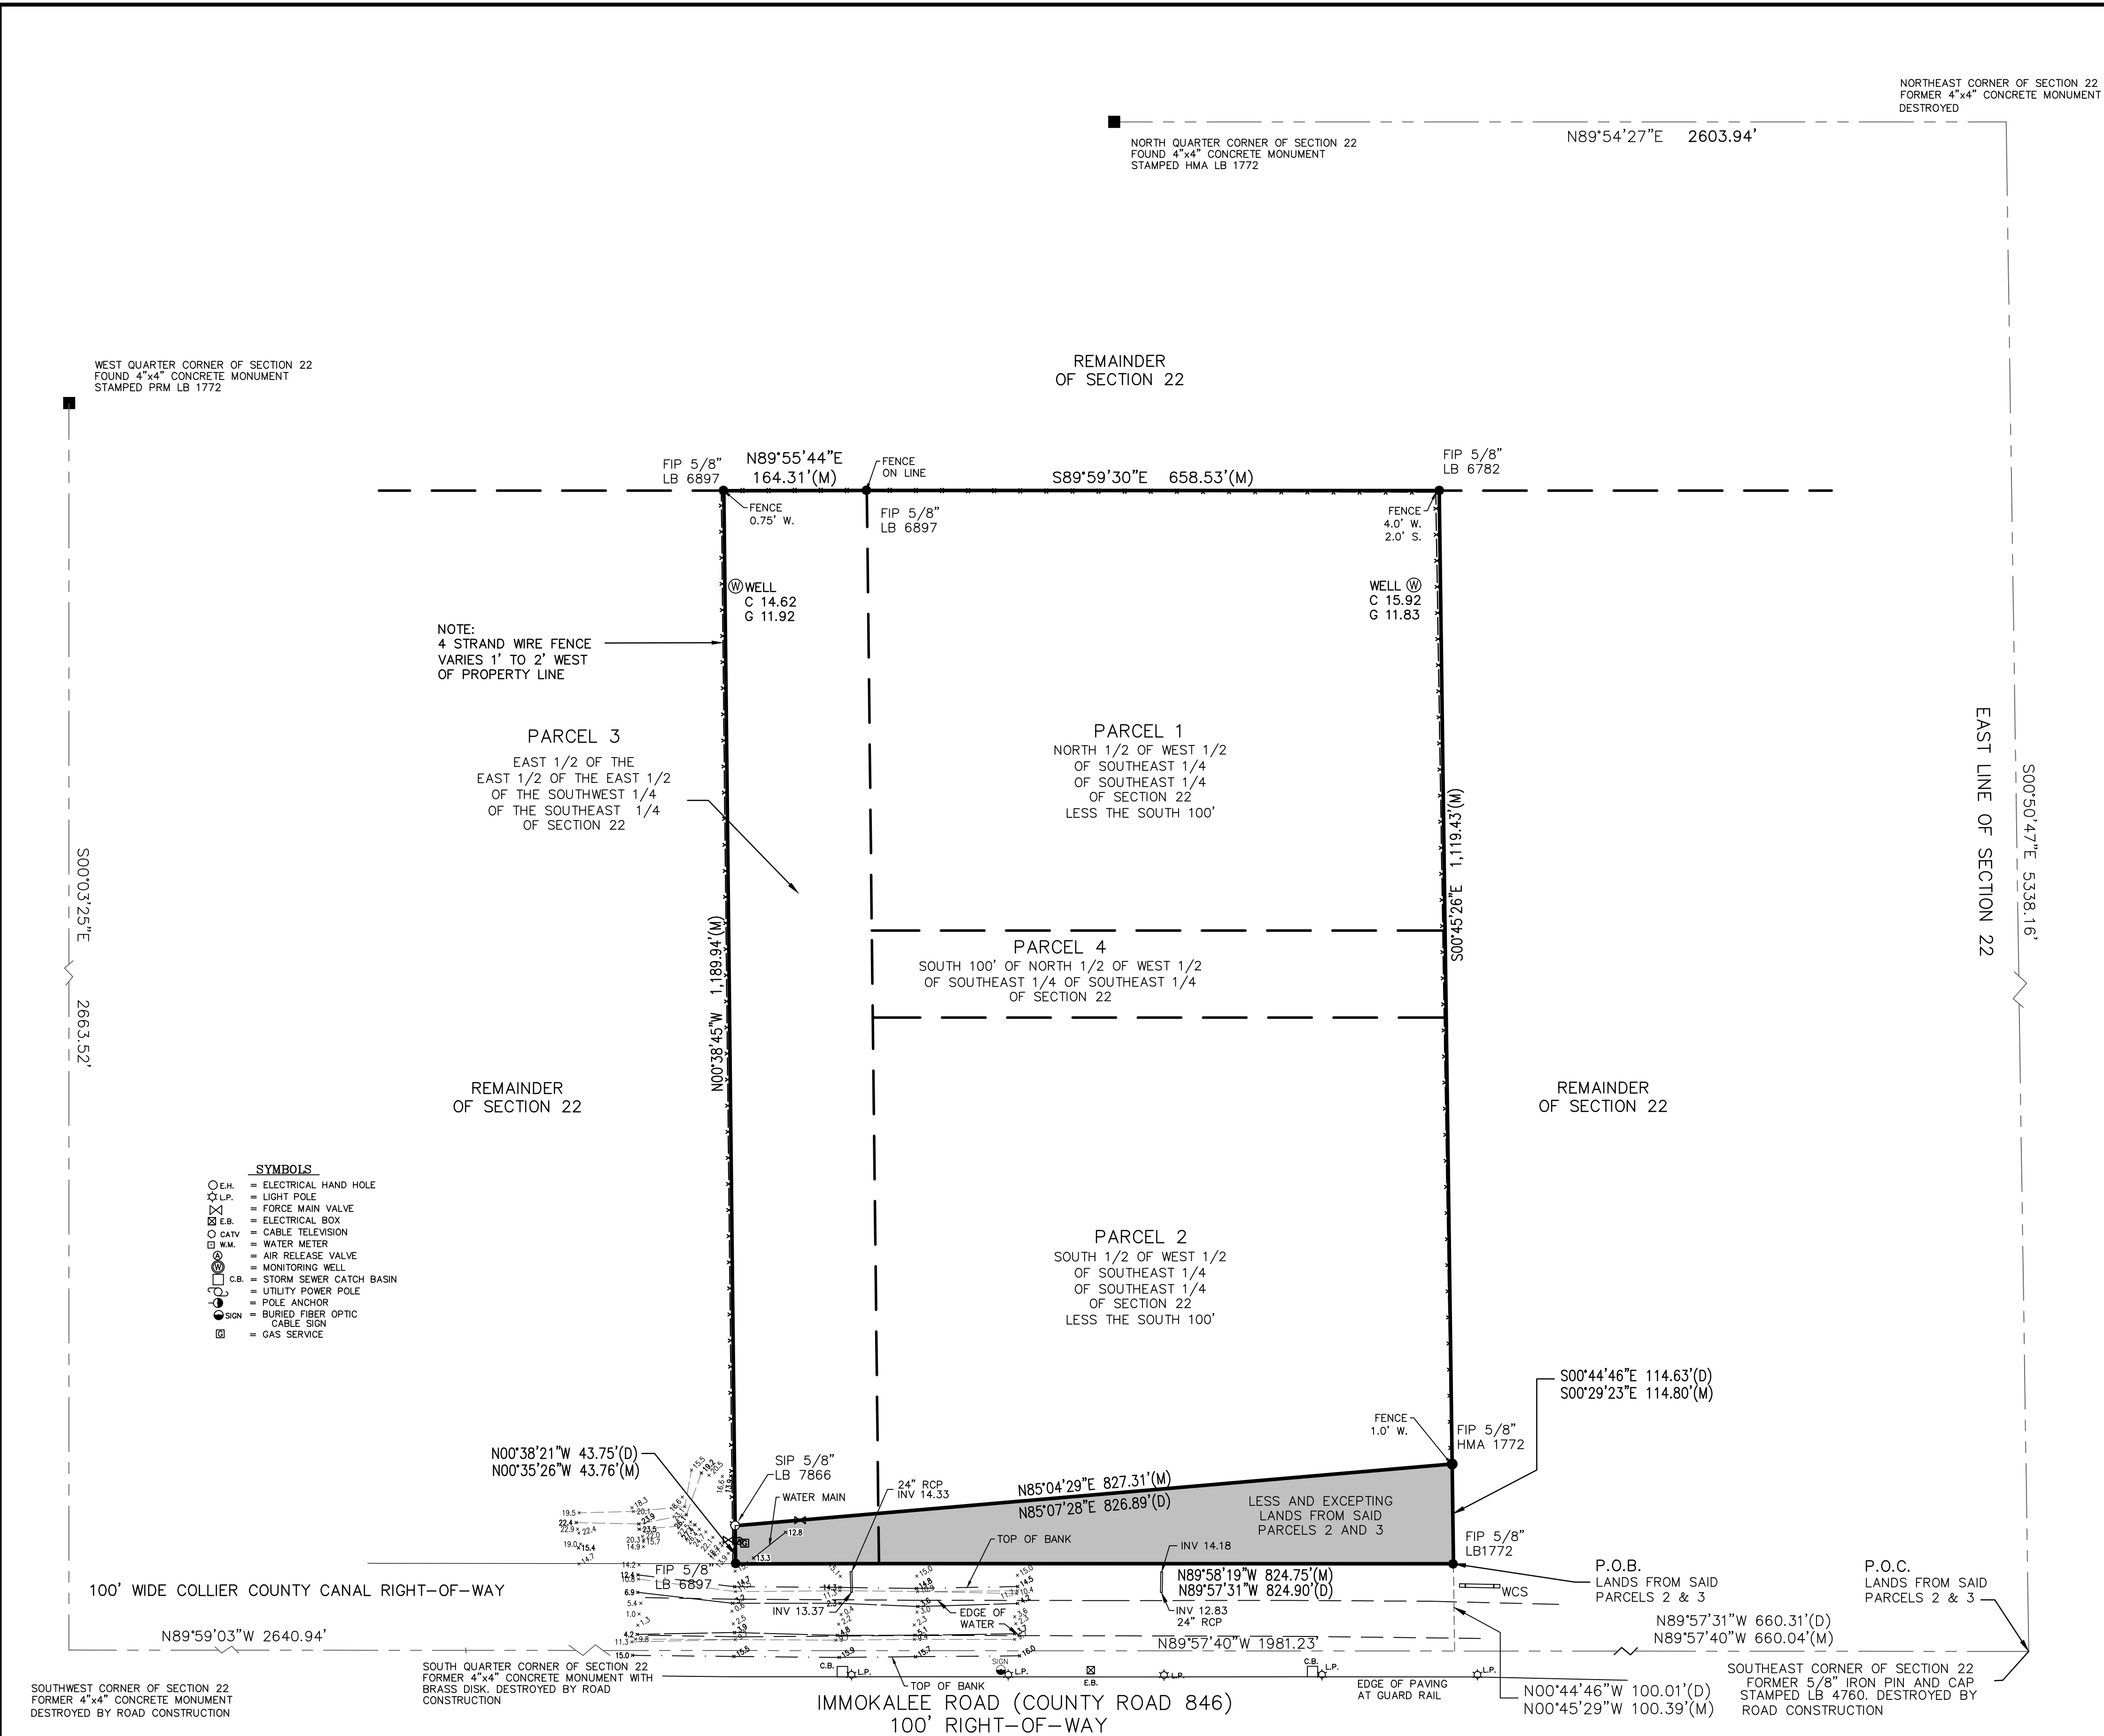 NORTHEAST CORNER OF SECTION 22
FORMER 4"x4" CONCRETE MONUMENT
DESTROYED
N89°54'27"E 2603.94'
NORTH QUARTER CORNER OF SECTION 22
FOUND 4"x4" CONCRETE MONUMENT
STAMPED HMA LB 1772
WEST QUARTER CORNER OF SECTION 22
FOUND 4"x4" CONCRETE MONUMENT
STAMPED PRM LB 1772
REMAINDER
OF SECTION 22
FIP 5/8"
LB 6897
N89°55'44"E
164.31'(M)
FENCE
ON LINE
S89°59'30"E 658.53'(M)
FIP 5/8"
LB 6782
FENCE
0.75' W.
FIP 5/8"
LB 6897
FENCE
4.0' W.
2.0' S.
WELL
C 14.62
G 11.92
WELL
C 15.92
G 11.83
NOTE:
4 STRAND WIRE FENCE
VARIES 1' TO 2' WEST
OF PROPERTY LINE
PARCEL 3
EAST 1/2 OF THE
EAST 1/2 OF THE EAST 1/2
OF THE SOUTHWEST 1/4
OF THE SOUTHEAST 1/4
OF SECTION 22
PARCEL 1
NORTH 1/2 OF WEST 1/2
OF SOUTHEAST 1/4
OF SOUTHEAST 1/4
OF SECTION 22
LESS THE SOUTH 100'
S00°45'26"E 1,119.43'(M)
EAST LINE OF SECTION 22
S00°50'47"E 5338.16'
S00°03'25"E 2663.52'
N00°38'45"W 1,189.94'(M)
PARCEL 4
SOUTH 100' OF NORTH 1/2 OF WEST 1/2
OF SOUTHEAST 1/4 OF SOUTHEAST 1/4
OF SECTION 22
REMAINDER
OF SECTION 22
REMAINDER
OF SECTION 22
SYMBOLS
E.H. = ELECTRICAL HAND HOLE
L.P. = LIGHT POLE
= FORCE MAIN VALVE
E.B. = ELECTRICAL BOX
CATV = CABLE TELEVISION
W.M. = WATER METER
A = AIR RELEASE VALVE
W = MONITORING WELL
C.B. = STORM SEWER CATCH BASIN
= UTILITY POWER POLE
= POLE ANCHOR
SIGN = BURIED FIBER OPTIC
CABLE SIGN
G = GAS SERVICE
PARCEL 2
SOUTH 1/2 OF WEST 1/2
OF SOUTHEAST 1/4
OF SOUTHEAST 1/4
OF SECTION 22
LESS THE SOUTH 100'
S00°44'46"E 114.63'(D)
S00°29'23"E 114.80'(M)
FENCE
1.0' W.
FIP 5/8"
HMA 1772
N00°38'21"W 43.75'(D)
N00°35'26"W 43.76'(M)
SIP 5/8"
LB 7866
WATER MAIN
24" RCP
INV 14.33
N85°04'29"E 827.31'(M)
N85°07'28"E 826.89'(D)
LESS AND EXCEPTING
LANDS FROM SAID
PARCELS 2 AND 3
TOP OF BANK
INV 14.18
FIP 5/8"
LB1772
12.8
13.3
FIP 5/8"
LB 6897
100' WIDE COLLIER COUNTY CANAL RIGHT-OF-WAY
N89°58'19"W 824.75'(M)
N89°57'31"W 824.90'(D)
INV 13.37
EDGE OF
WATER
INV 12.83
24" RCP
WCS
P.O.B.
LANDS FROM SAID
PARCELS 2 & 3
P.O.C.
LANDS FROM SAID
PARCELS 2 & 3
N89°57'31"W 660.31'(D)
N89°57'40"W 660.04'(M)
N89°59'03"W 2640.94'
N89°57'40"W 1981.23'
15.0
15.5
15.9
15.7
16.0
C.B.
L.P.
SIGN
L.P.
E.B.
L.P.
C.B.
L.P.
L.P.
SOUTH QUARTER CORNER OF SECTION 22
FORMER 4"x4" CONCRETE MONUMENT WITH
BRASS DISK. DESTROYED BY ROAD
CONSTRUCTION
TOP OF BANK
EDGE OF PAVING
AT GUARD RAIL
SOUTHWEST CORNER OF SECTION 22
FORMER 4"x4" CONCRETE MONUMENT
DESTROYED BY ROAD CONSTRUCTION
IMMOKALEE ROAD (COUNTY ROAD 846)
100' RIGHT-OF-WAY
N00°44'46"W 100.01'(D)
N00°45'29"W 100.39'(M)
SOUTHEAST CORNER OF SECTION 22
FORMER 5/8" IRON PIN AND CAP
STAMPED LB 4760. DESTROYED BY
ROAD CONSTRUCTION